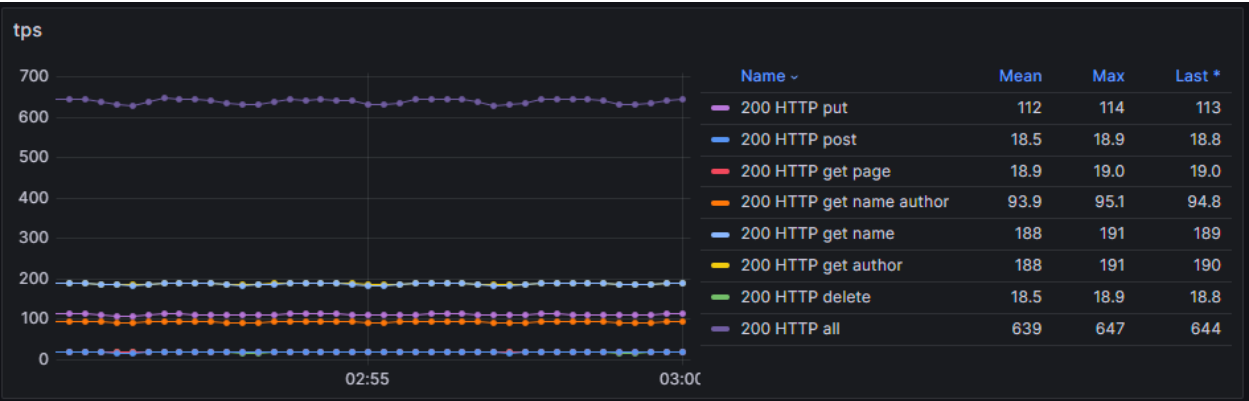 tps
700
600
500
400
300
200
100
0
02:55
03:00
Name Mean Max Last *
200 HTTP put 112 114 113
200 HTTP post 18.5 18.9 18.8
200 HTTP get page 18.9 19.0 19.0
200 HTTP get name author 93.9 95.1 94.8
200 HTTP get name 188 191 189
200 HTTP get author 188 191 190
200 HTTP delete 18.5 18.9 18.8
200 HTTP all 639 647 644